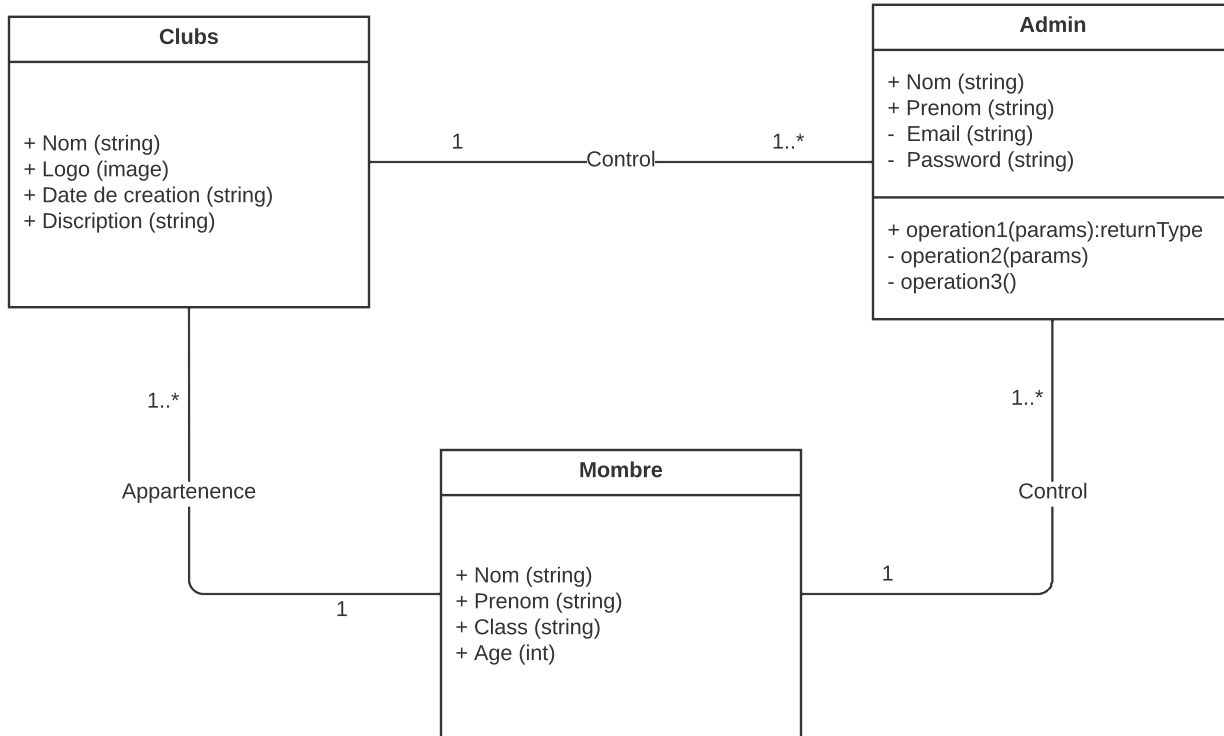 Clubs
+ Nom (string)
+ Logo (image)
+ Date de creation (string)
+ Discription (string)
1
Control
1..*
Admin
+ Nom (string)
+ Prenom (string)
- Email (string)
- Password (string)
+ operation1(params):returnType
- operation2(params)
- operation3()
1..*
Appartenence
1
Mombre
+ Nom (string)
+ Prenom (string)
+ Class (string)
+ Age (int)
1..*
Control
1